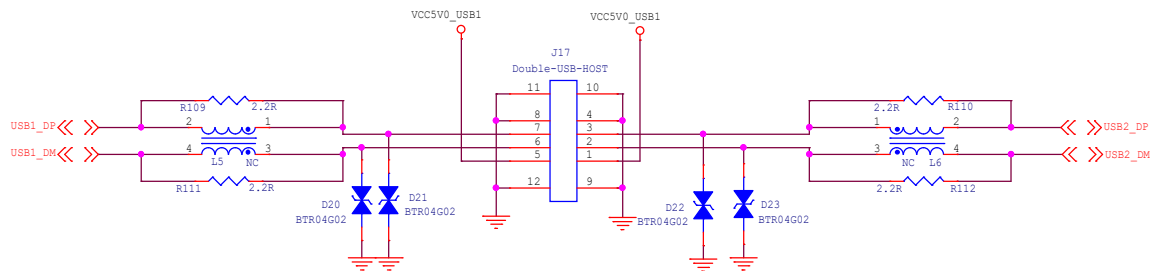 VCC5V0_USB1
VCC5V0_USB1
J17
Double-USB-HOST
11
10
R109
2.2R
2.2R
R110
USB1_DP
2
1
8
7
4
3
1
2
USB2_DP
USB1_DM
4
3
6
5
2
1
3
4
USB2_DM
L5
NC
NC
L6
R111
2.2R
12
9
2.2R
R112
D20
BTR04G02
D21
BTR04G02
D22
BTR04G02
D23
BTR04G02